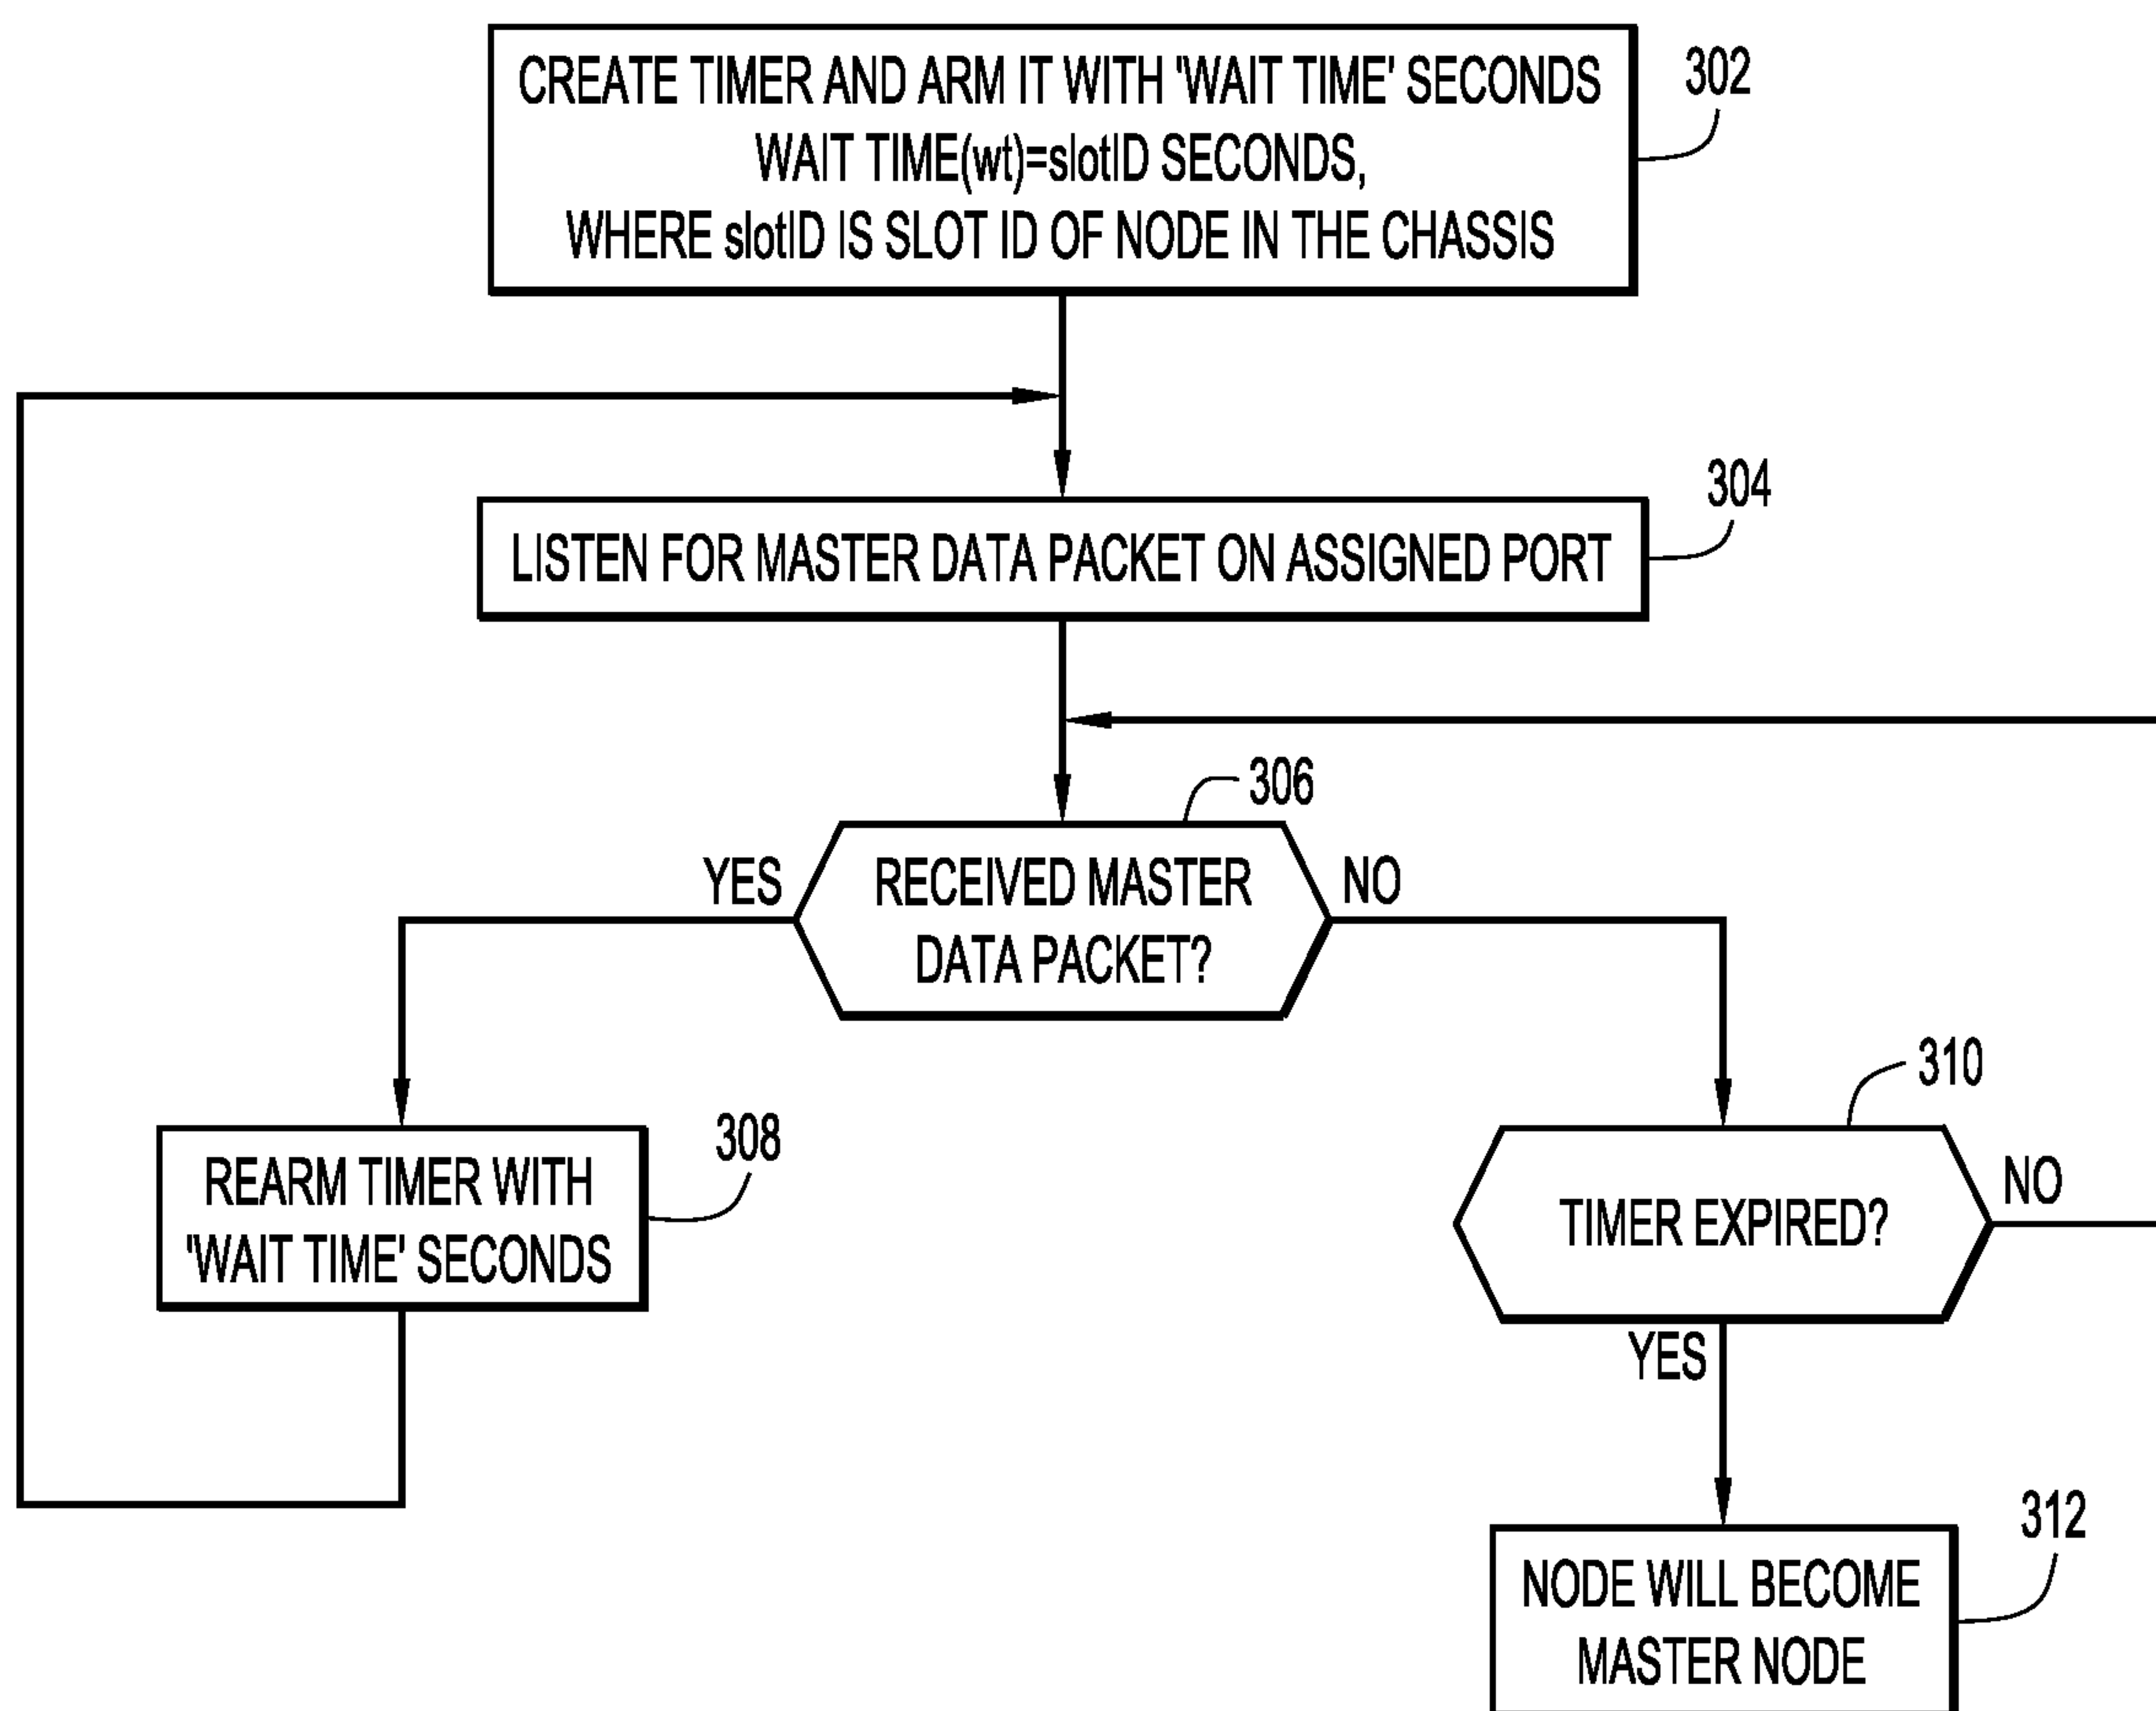 CREATE TIMER AND ARM IT WITH 'WAIT TIME' SECONDS
WAIT TIME(wt)=slotID SECONDS,
WHERE slotID IS SLOT ID OF NODE IN THE CHASSIS
302
LISTEN FOR MASTER DATA PACKET ON ASSIGNED PORT
304
306
YES
RECEIVED MASTER
DATA PACKET?
NO
REARM TIMER WITH
'WAIT TIME' SECONDS
308
310
TIMER EXPIRED?
NO
YES
NODE WILL BECOME
MASTER NODE
312